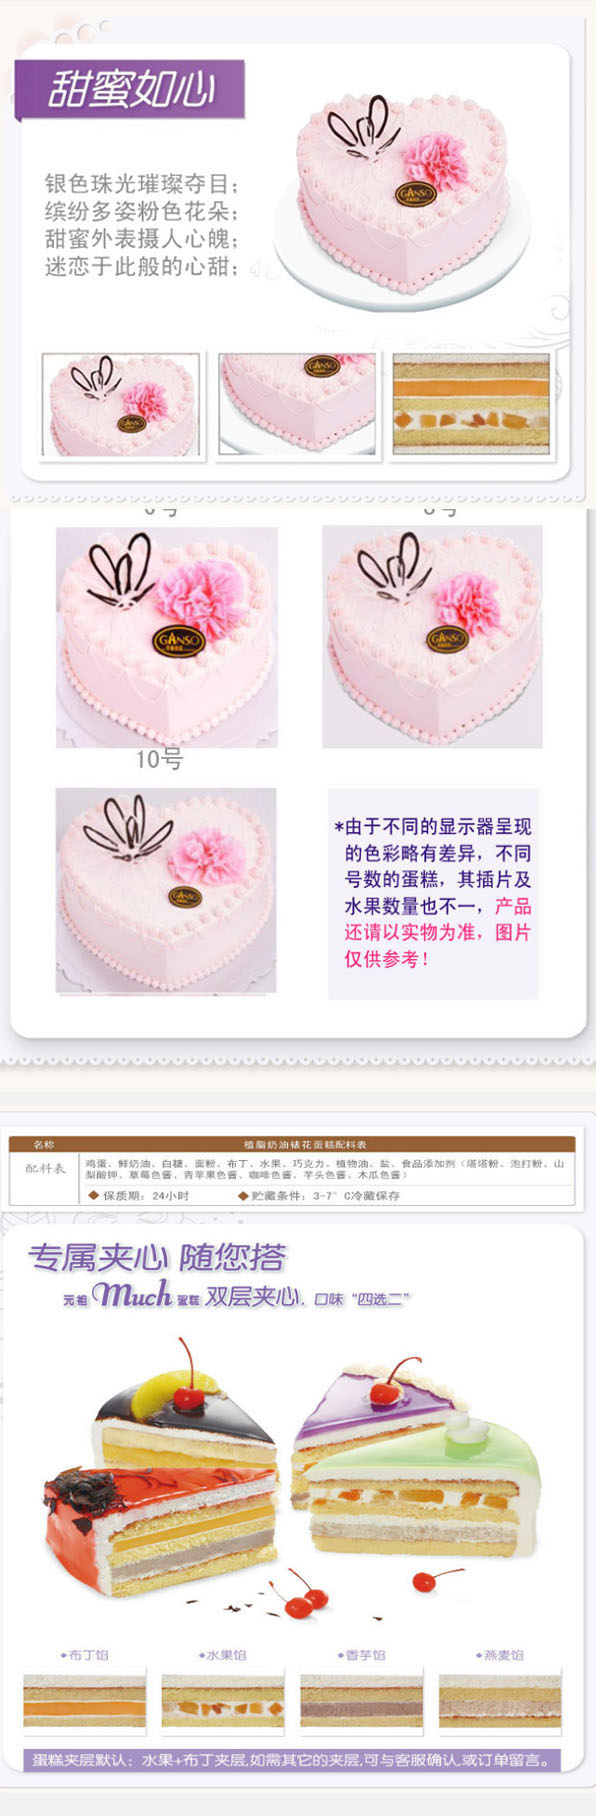 甜蜜如心
银色珠光璀璨夺目；
缤纷多姿粉色花朵；
甜蜜外表摄人心魄；
迷恋于此般的心甜；
GANSO
GANSO
GANSO
GANSO
GANSO
10号
GANSO
*由于不同的显示器呈现
的色彩略有差异，不同
号数的蛋糕，其插片及
水果数量也不一，产品
还请以实物为准，图片
仅供参考！
名称 植脂奶油裱花蛋糕配料表
配料表
鸡蛋、鲜奶油、白糖、面粉、布丁、水果、巧克力、植物油、盐、食品添加剂（塔塔粉、泡打粉、山
梨酸钾、草莓色酱、青苹果色酱、咖啡色酱、芋头色酱、木瓜色酱）
◆ 保质期：24小时 ◆ 贮藏条件：3-7°C冷藏保存
专属夹心 随您搭
元祖 Much 蛋糕 双层夹心，口味“四选二”
◆布丁馅 ◆水果馅 ◆香芋馅 ◆燕麦馅
蛋糕夹层默认：水果+布丁夹层,如需其它的夹层,可与客服确认,或订单留言。